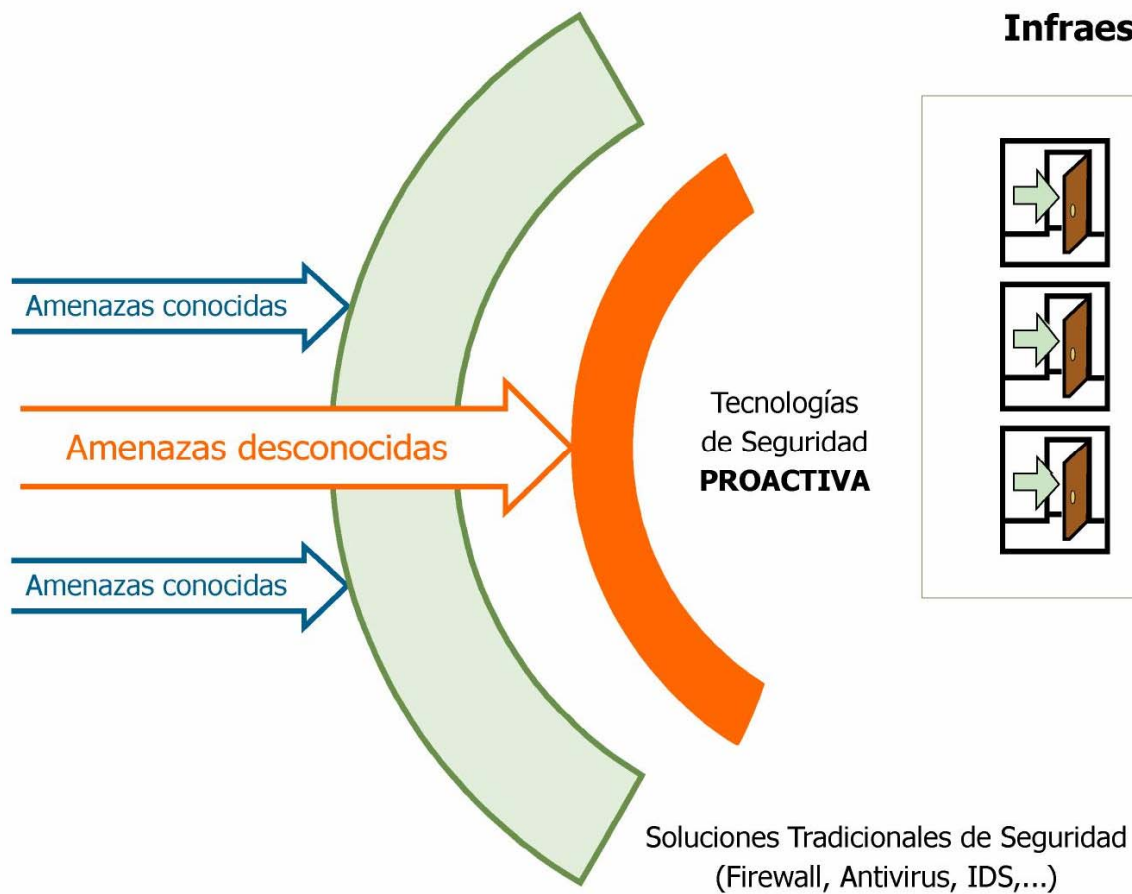 Infraes
Amenazas conocidas
Amenazas desconocidas
Amenazas conocidas
Tecnologías
de Seguridad
PROACTIVA
Soluciones Tradicionales de Seguridad
(Firewall, Antivirus, IDS,...)